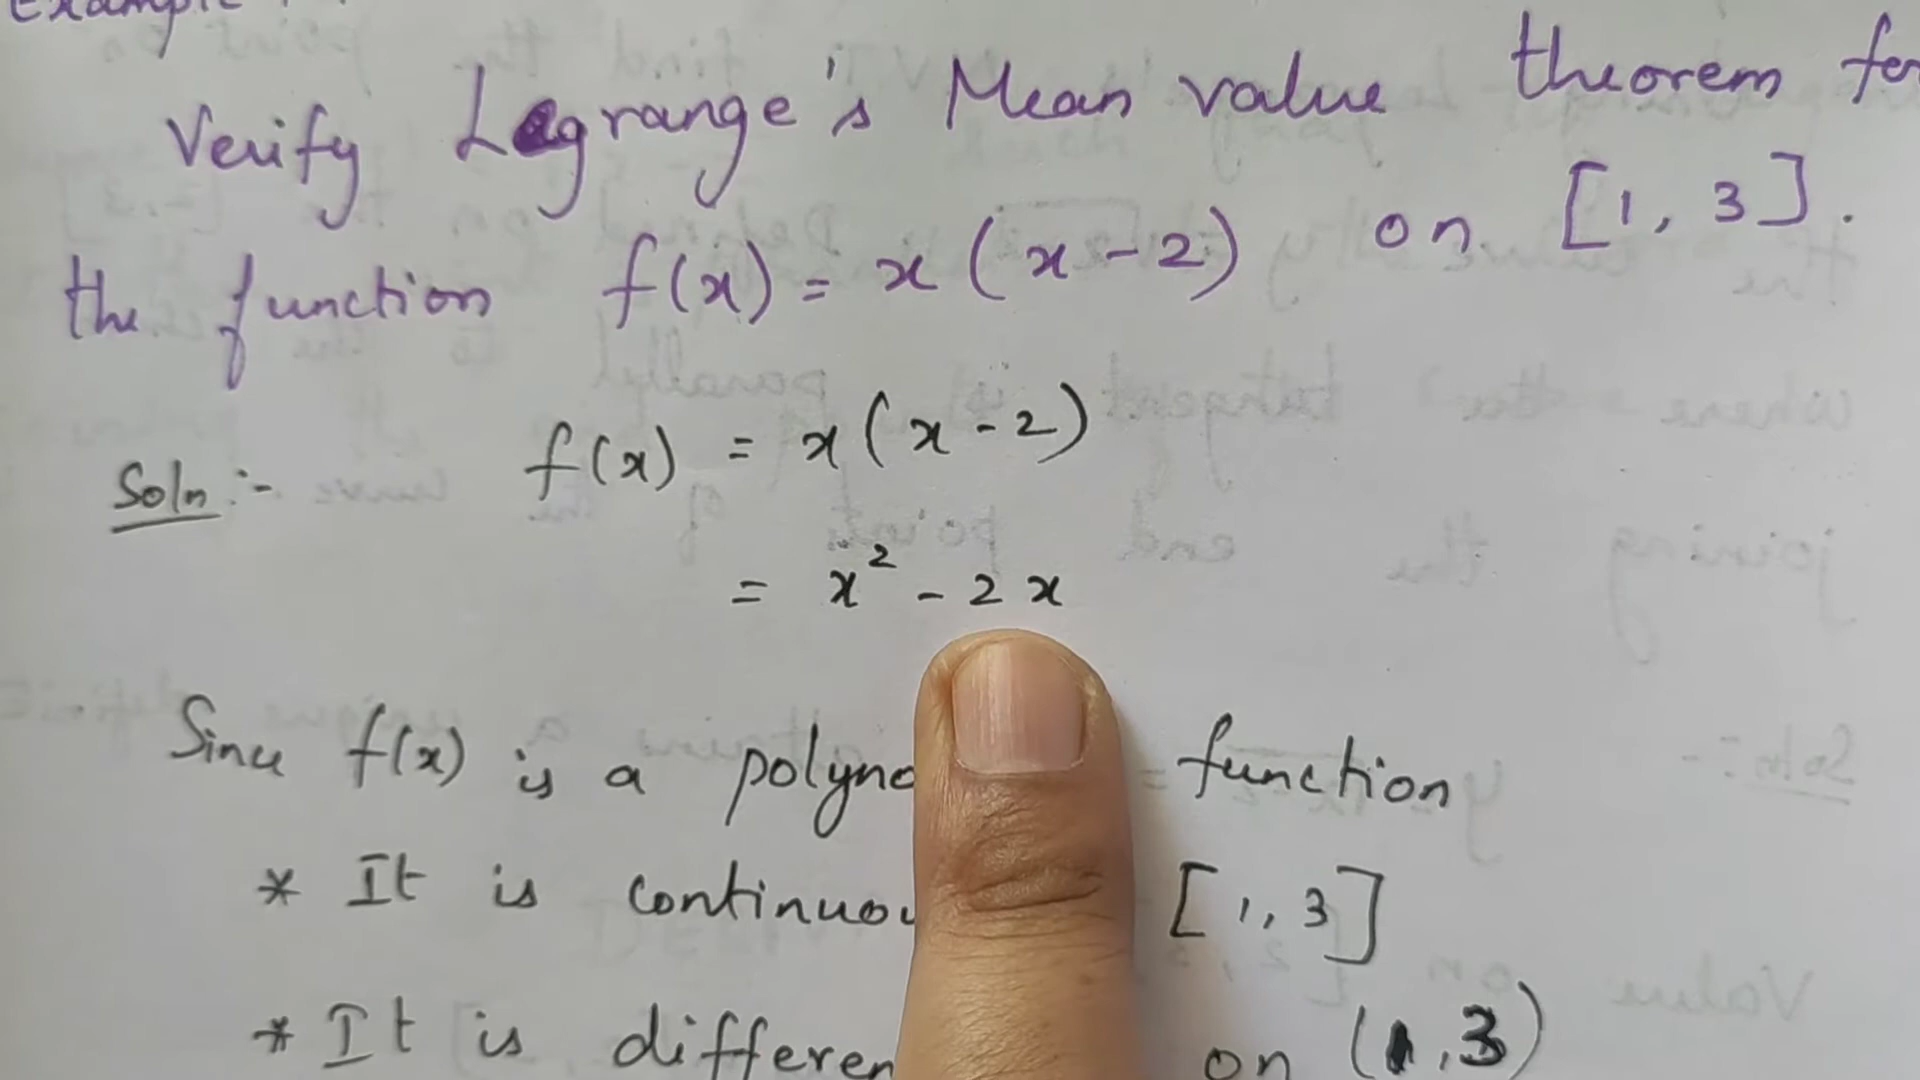 Example
Verify Lagrange's Mean value theorem for
the function f(x) = x(x-2) on [1, 3].
Soln:- f(x) = x(x-2)
= x² - 2x
Since f(x) is a function
* It is [1, 3]
* It is on (1, 3)